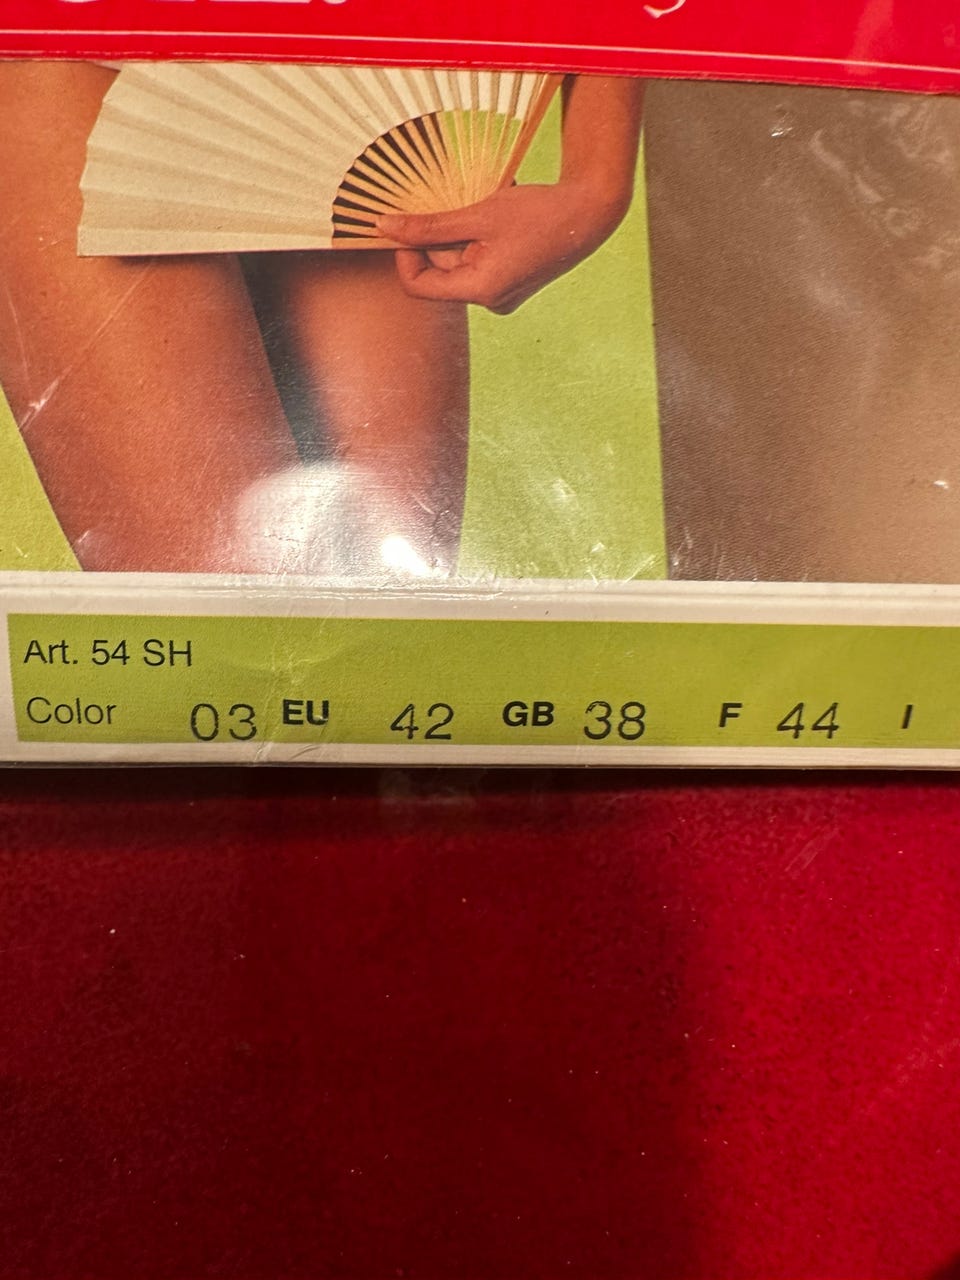 Art. 54 SH
Color 03 EU 42 GB 38 F 44 I